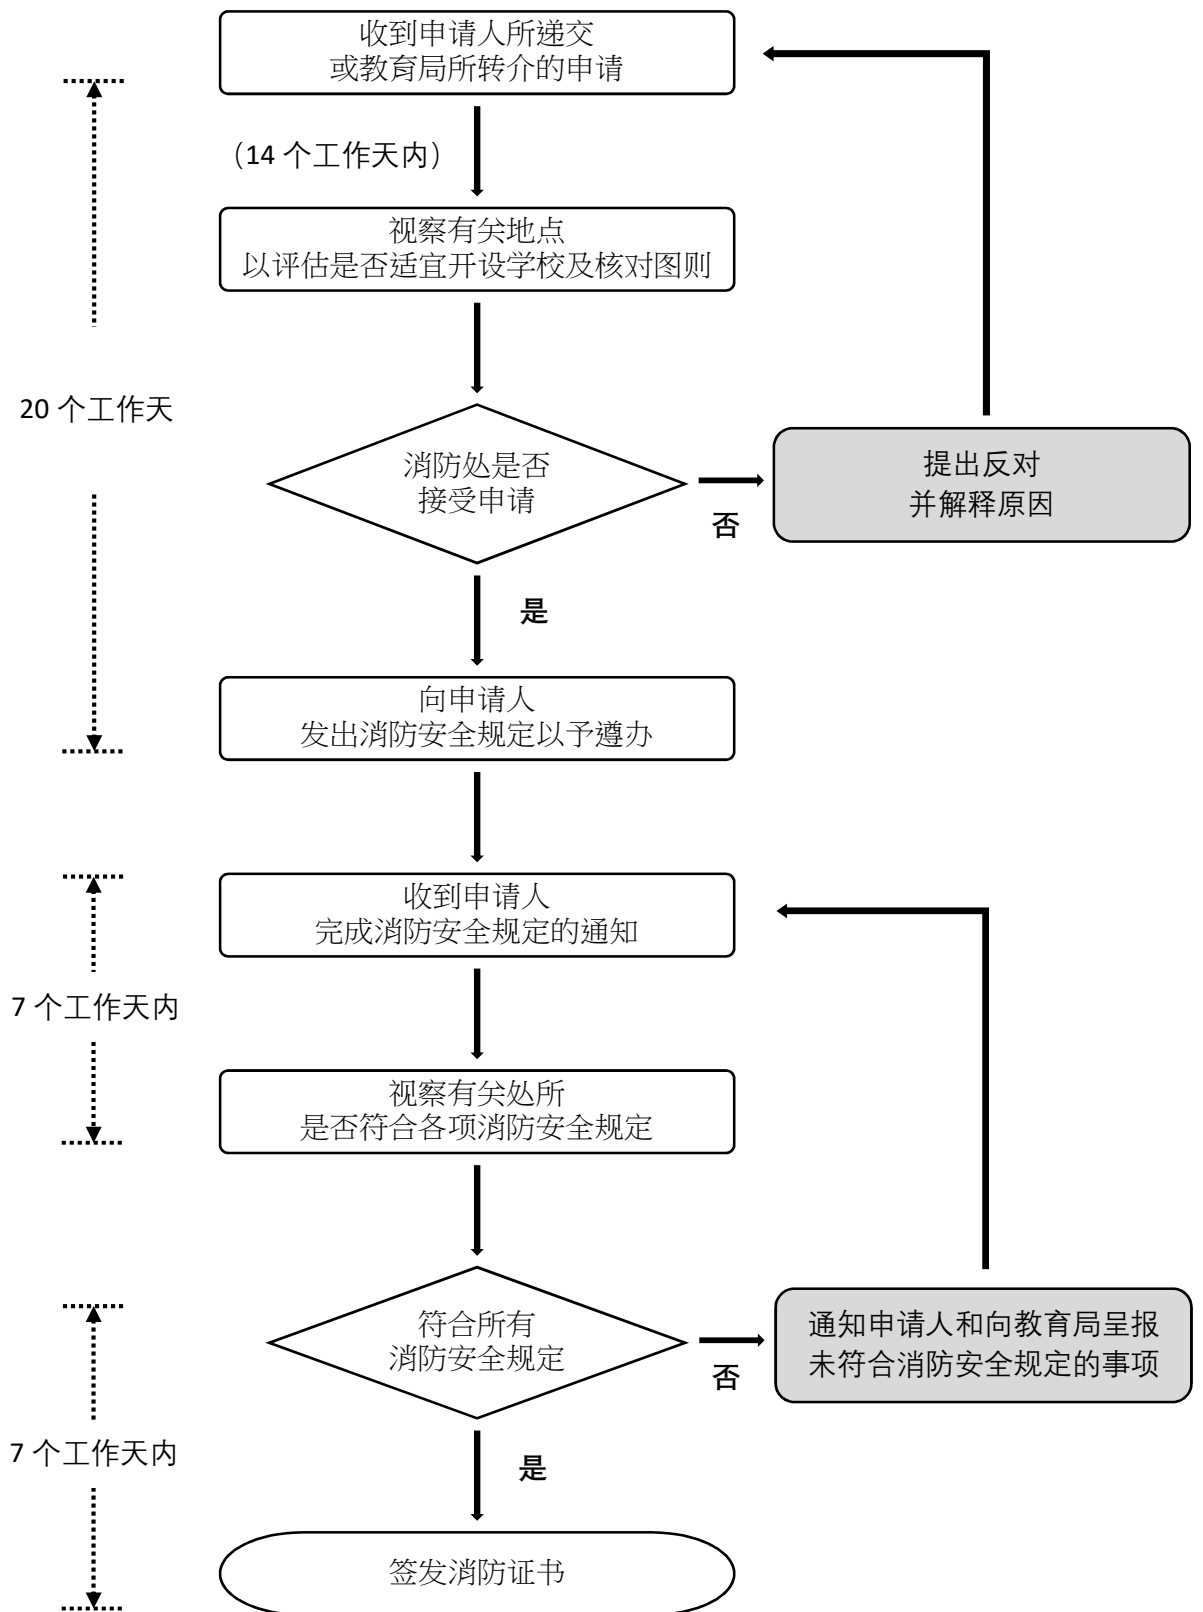 收到申请人所递交
或教育局所转介的申请
（14 个工作天内）
视察有关地点
以评估是否适宜开设学校及核对图则
20 个工作天
消防处是否
接受申请
否
提出反对
并解释原因
是
向申请人
发出消防安全规定以予遵办
收到申请人
完成消防安全规定的通知
7 个工作天内
视察有关处所
是否符合各项消防安全规定
符合所有
消防安全规定
否
通知申请人和向教育局呈报
未符合消防安全规定的事项
7 个工作天内
是
签发消防证书